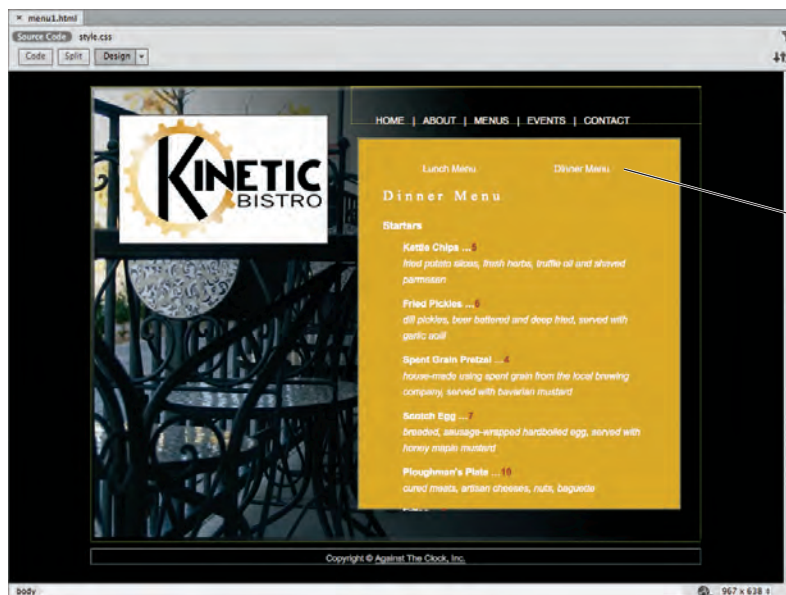 × menu1.html
Source Code style.css
Code Split Design
HOME | ABOUT | MENUS | EVENTS | CONTACT
KINETIC
BISTRO
Lunch Menu Dinner Menu
Dinner Menu
Starters
Kettle Chips ...5
fried potato slices, fresh herbs, truffle oil and shaved
parmesan
Fried Pickles ...5
dill pickles, beer battered and deep fried, served with
garlic aoili
Spent Grain Pretzel ...4
house-made using spent grain from the local brewing
company, served with bavarian mustard
Scotch Egg ...7
breaded, sausage-wrapped hardboiled egg, served with
honey maple mustard
Ploughman's Plate ...10
cured meats, artisan cheeses, nuts, baguette
Copyright © Against The Clock, Inc.
body 967 x 638